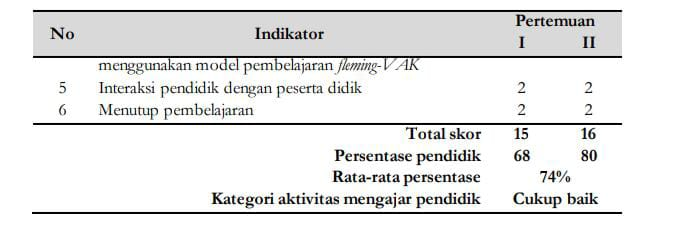 No Indikator Pertemuan
I II
menggunakan model pembelajaran fleming-VAK
5 Interaksi pendidik dengan peserta didik 2 2
6 Menutup pembelajaran 2 2
Total skor 15 16
Persentase pendidik 68 80
Rata-rata persentase 74%
Kategori aktivitas mengajar pendidik Cukup baik